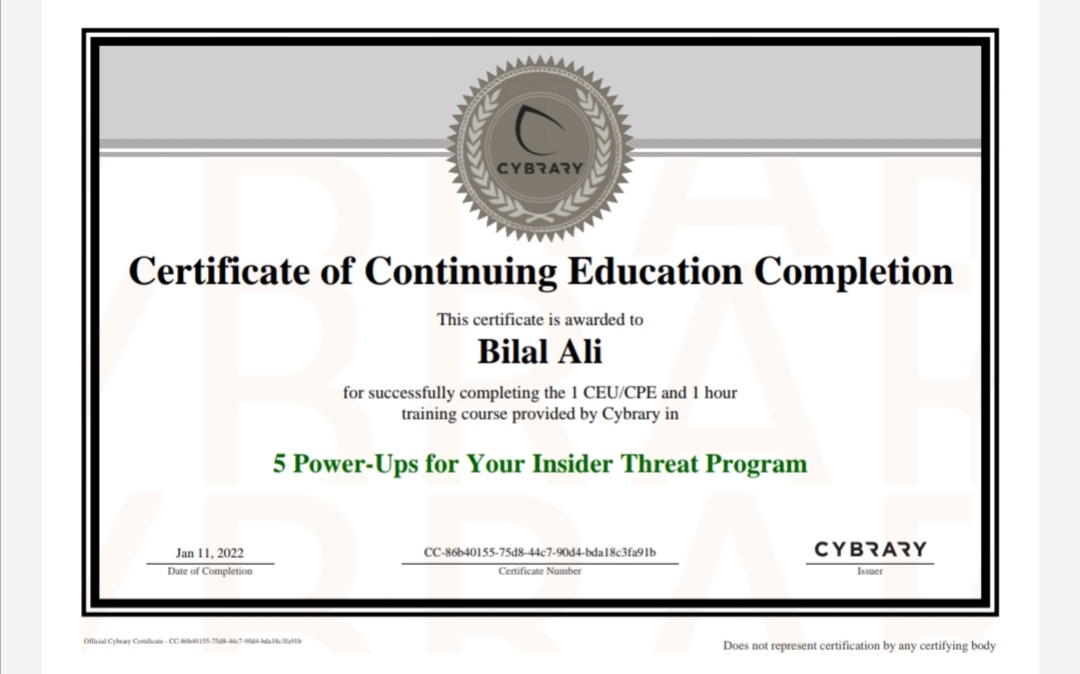 CYBRARY
Certificate of Continuing Education Completion
This certificate is awarded to
Bilal Ali
for successfully completing the 1 CEU/CPE and 1 hour
training course provided by Cybrary in
5 Power-Ups for Your Insider Threat Program
Jan 11, 2022
Date of Completion
CC-86b40155-75d8-44c7-90d4-bda18c3fa91b
Certificate Number
CYBRARY
Issuer
Official Cybrary Certificate - CC-86b40155-75d8-44c7-90d4-bda18c3fa91b
Does not represent certification by any certifying body